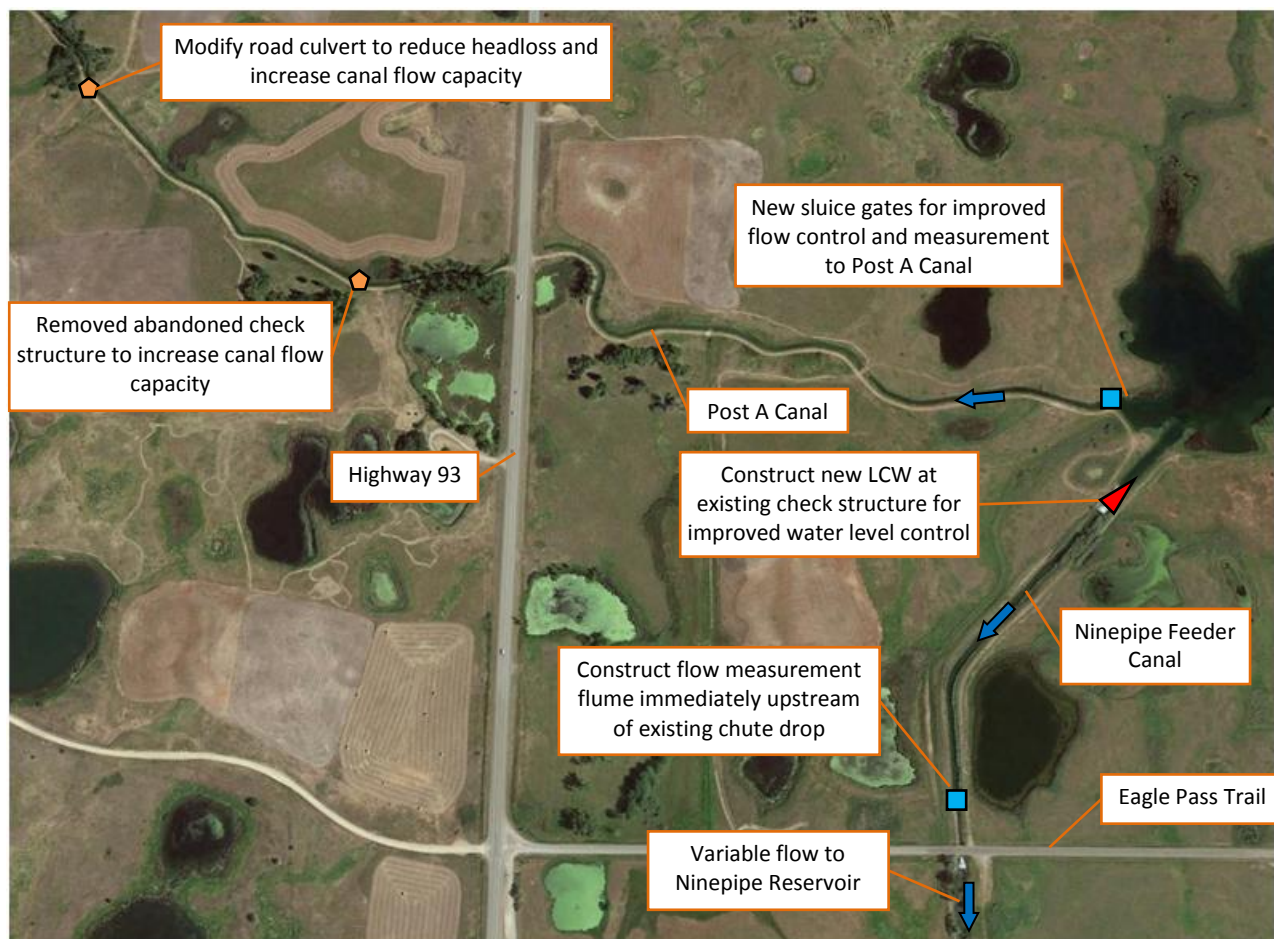 Modify road culvert to reduce headloss and
increase canal flow capacity
New sluice gates for improved
flow control and measurement
to Post A Canal
Removed abandoned check
structure to increase canal flow
capacity
Post A Canal
Highway 93
Construct new LCW at
existing check structure for
improved water level control
Ninepipe Feeder
Canal
Construct flow measurement
flume immediately upstream
of existing chute drop
Eagle Pass Trail
Variable flow to
Ninepipe Reservoir